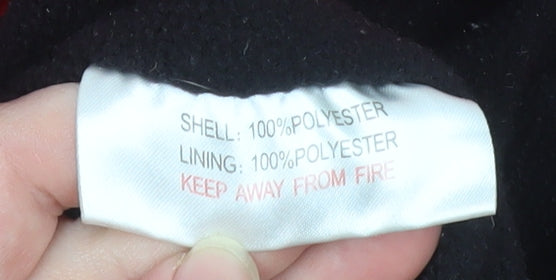 SHELL: 100%POLYESTER
LINING: 100%POLYESTER
KEEP AWAY FROM FIRE